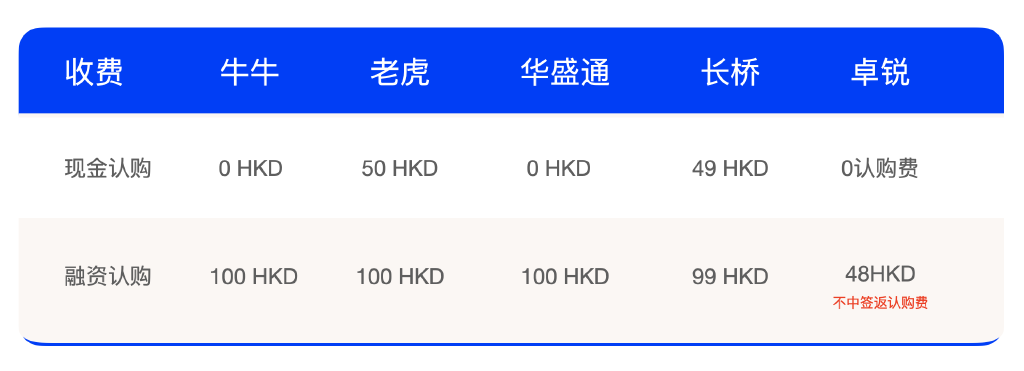 收费 牛牛 老虎 华盛通 长桥 卓锐
现金认购 0 HKD 50 HKD 0 HKD 49 HKD 0认购费
融资认购 100 HKD 100 HKD 100 HKD 99 HKD 48HKD
不中签返认购费